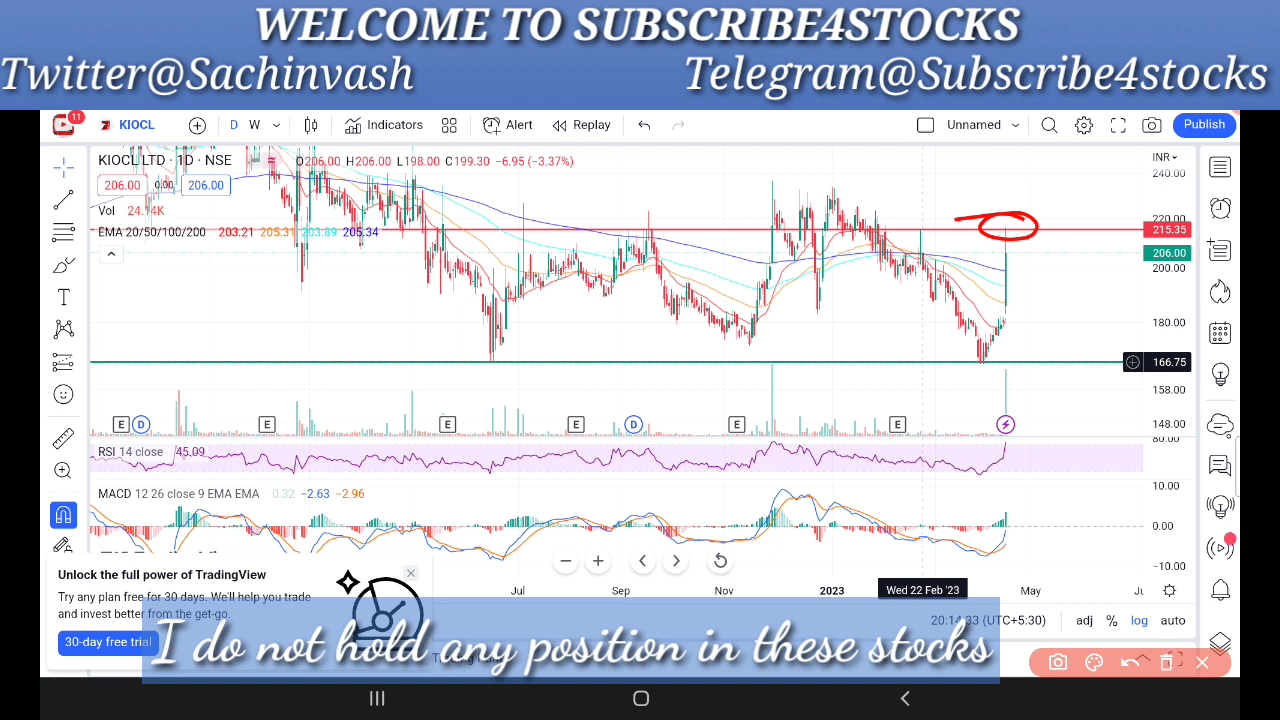 WELCOME TO SUBSCRIBE4STOCKS
Twitter@Sachinvash Telegram@Subscribe4stocks
11 KIOCL D W Indicators Alert Replay Unnamed Publish
KIOCL LTD · 1D · NSE O206.00 H206.00 L198.00 C199.30 −6.95 (−3.37%) INR
206.00 0.00 206.00
Vol 24.14K
EMA 20/50/100/200 203.21 205.31 203.89 205.34
240.00
220.00
215.35
206.00
200.00
180.00
166.75
158.00
148.00
E D E E E D E E
RSI 14 close 45.09
80.00
MACD 12 26 close 9 EMA EMA 0.32 −2.63 −2.96
10.00
0.00
−10.00
Jul Sep Nov 2023 Wed 22 Feb '23 May
Unlock the full power of TradingView
Try any plan free for 30 days. We'll help you trade
and invest better from the get-go.
30-day free trial
20:14:33 (UTC+5:30) adj % log auto
I do not hold any position in these stocks